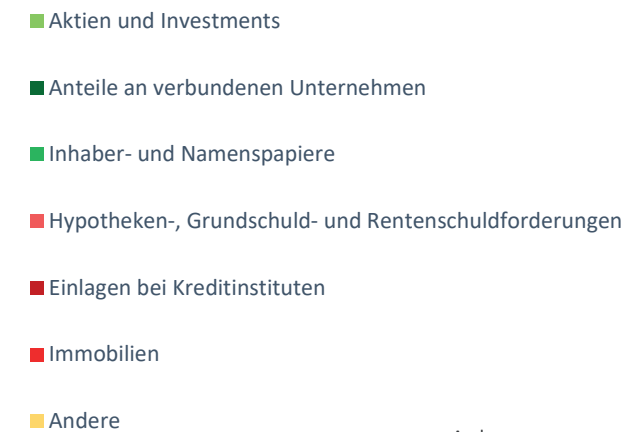 Aktien und Investments
Anteile an verbundenen Unternehmen
Inhaber- und Namenspapiere
Hypotheken-, Grundschuld- und Rentenschuldforderungen
Einlagen bei Kreditinstituten
Immobilien
Andere